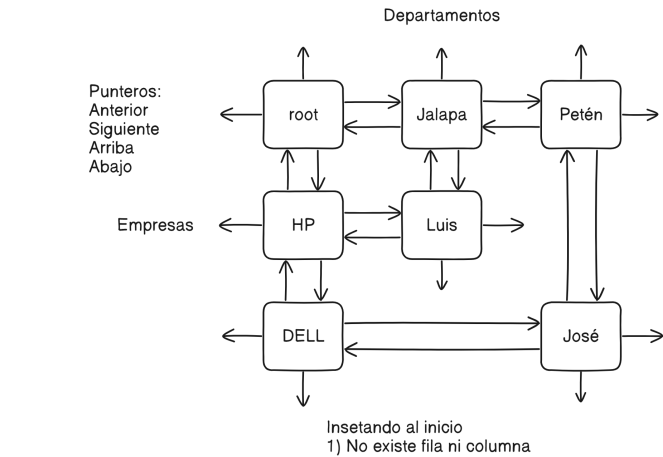 Departamentos
Punteros:
Anterior
Siguiente
Arriba
Abajo
root
Jalapa
Petén
Empresas
HP
Luis
DELL
José
Insetando al inicio
1) No existe fila ni columna